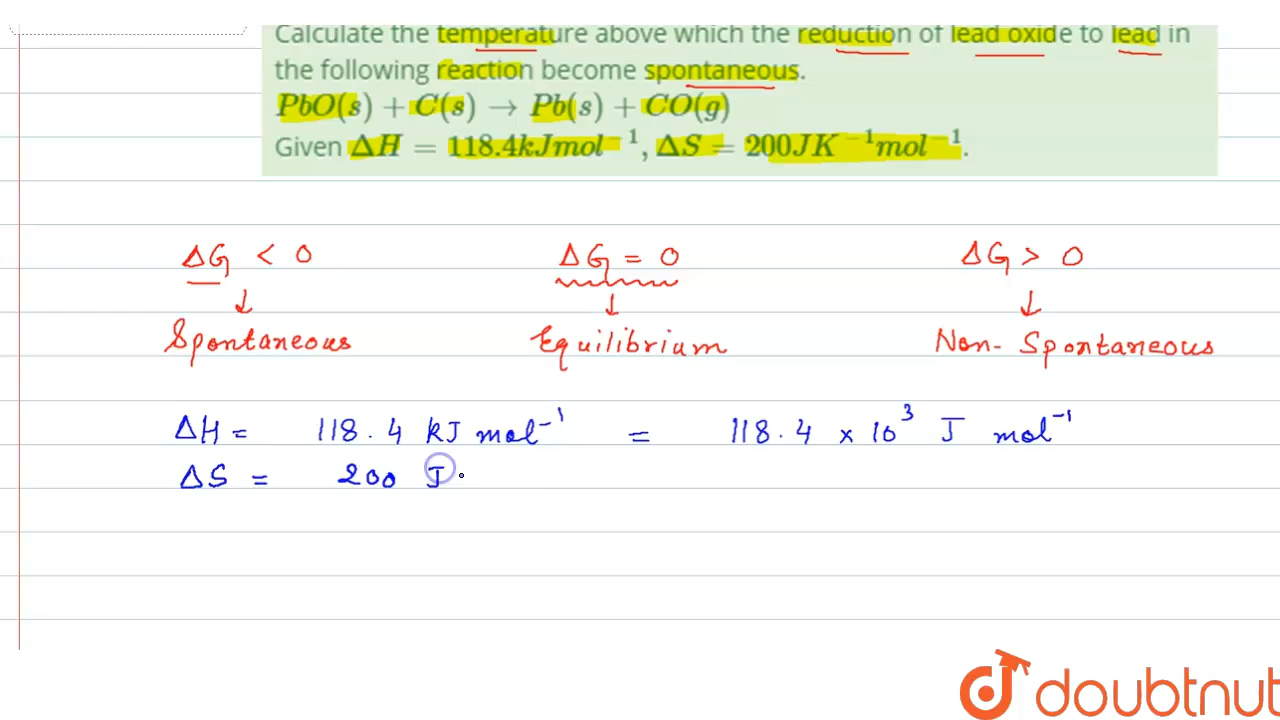 Calculate the temperature above which the reduction of lead oxide to lead in
the following reaction become spontaneous.
PbO(s) + C(s) → Pb(s) + CO(g)
Given ΔH = 118.4kJmol⁻¹, ΔS = 200JK⁻¹mol⁻¹.
ΔG < 0 ΔG = 0 ΔG > 0
↓ ↓ ↓
Spontaneous Equilibrium Non-Spontaneous
ΔH = 118.4 kJ mol⁻¹ = 118.4 × 10³ J mol⁻¹
ΔS = 200 J
doubtnut